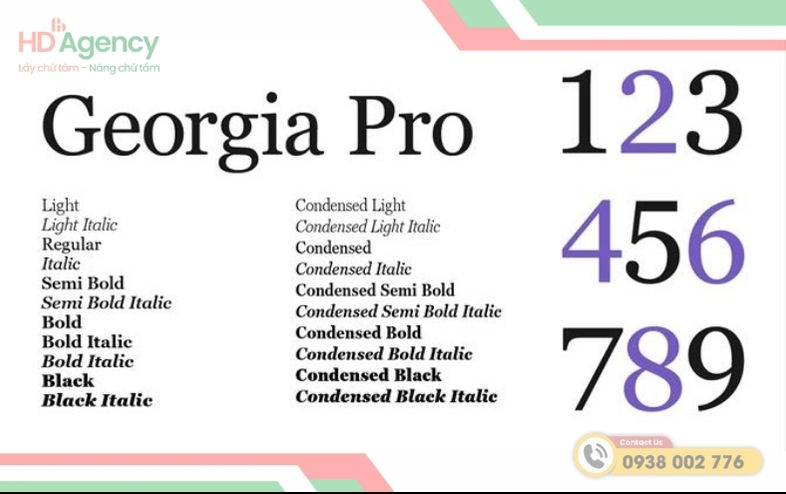 HD Agency
Lấy chữ tâm - Nâng chữ tầm
Georgia Pro
Light
Light Italic
Regular
Italic
Semi Bold
Semi Bold Italic
Bold
Bold Italic
Bold Italic
Black
Black Italic
Condensed Light
Condensed Light Italic
Condensed
Condensed Italic
Condensed Semi Bold
Condensed Semi Bold Italic
Condensed Bold
Condensed Bold Italic
Condensed Black
Condensed Black Italic
123
456
789
Contact Us
0938 002 776